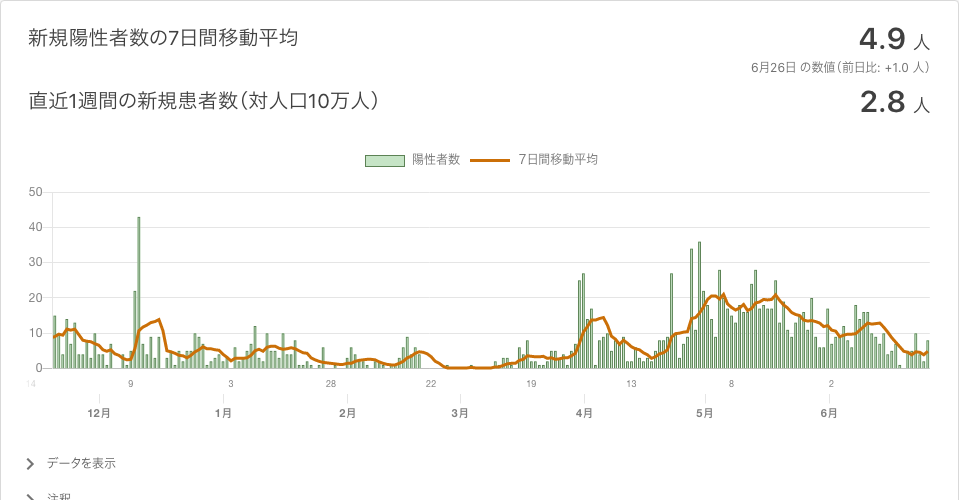 新規陽性者数の7日間移動平均
4.9 人
6月26日 の数値（前日比: +1.0 人）
直近1週間の新規患者数（対人口10万人）
2.8 人
陽性者数 7日間移動平均
50
40
30
20
10
0
14 9 3 28 22 19 13 8 2
12月 1月 2月 3月 4月 5月 6月
データを表示
注釈